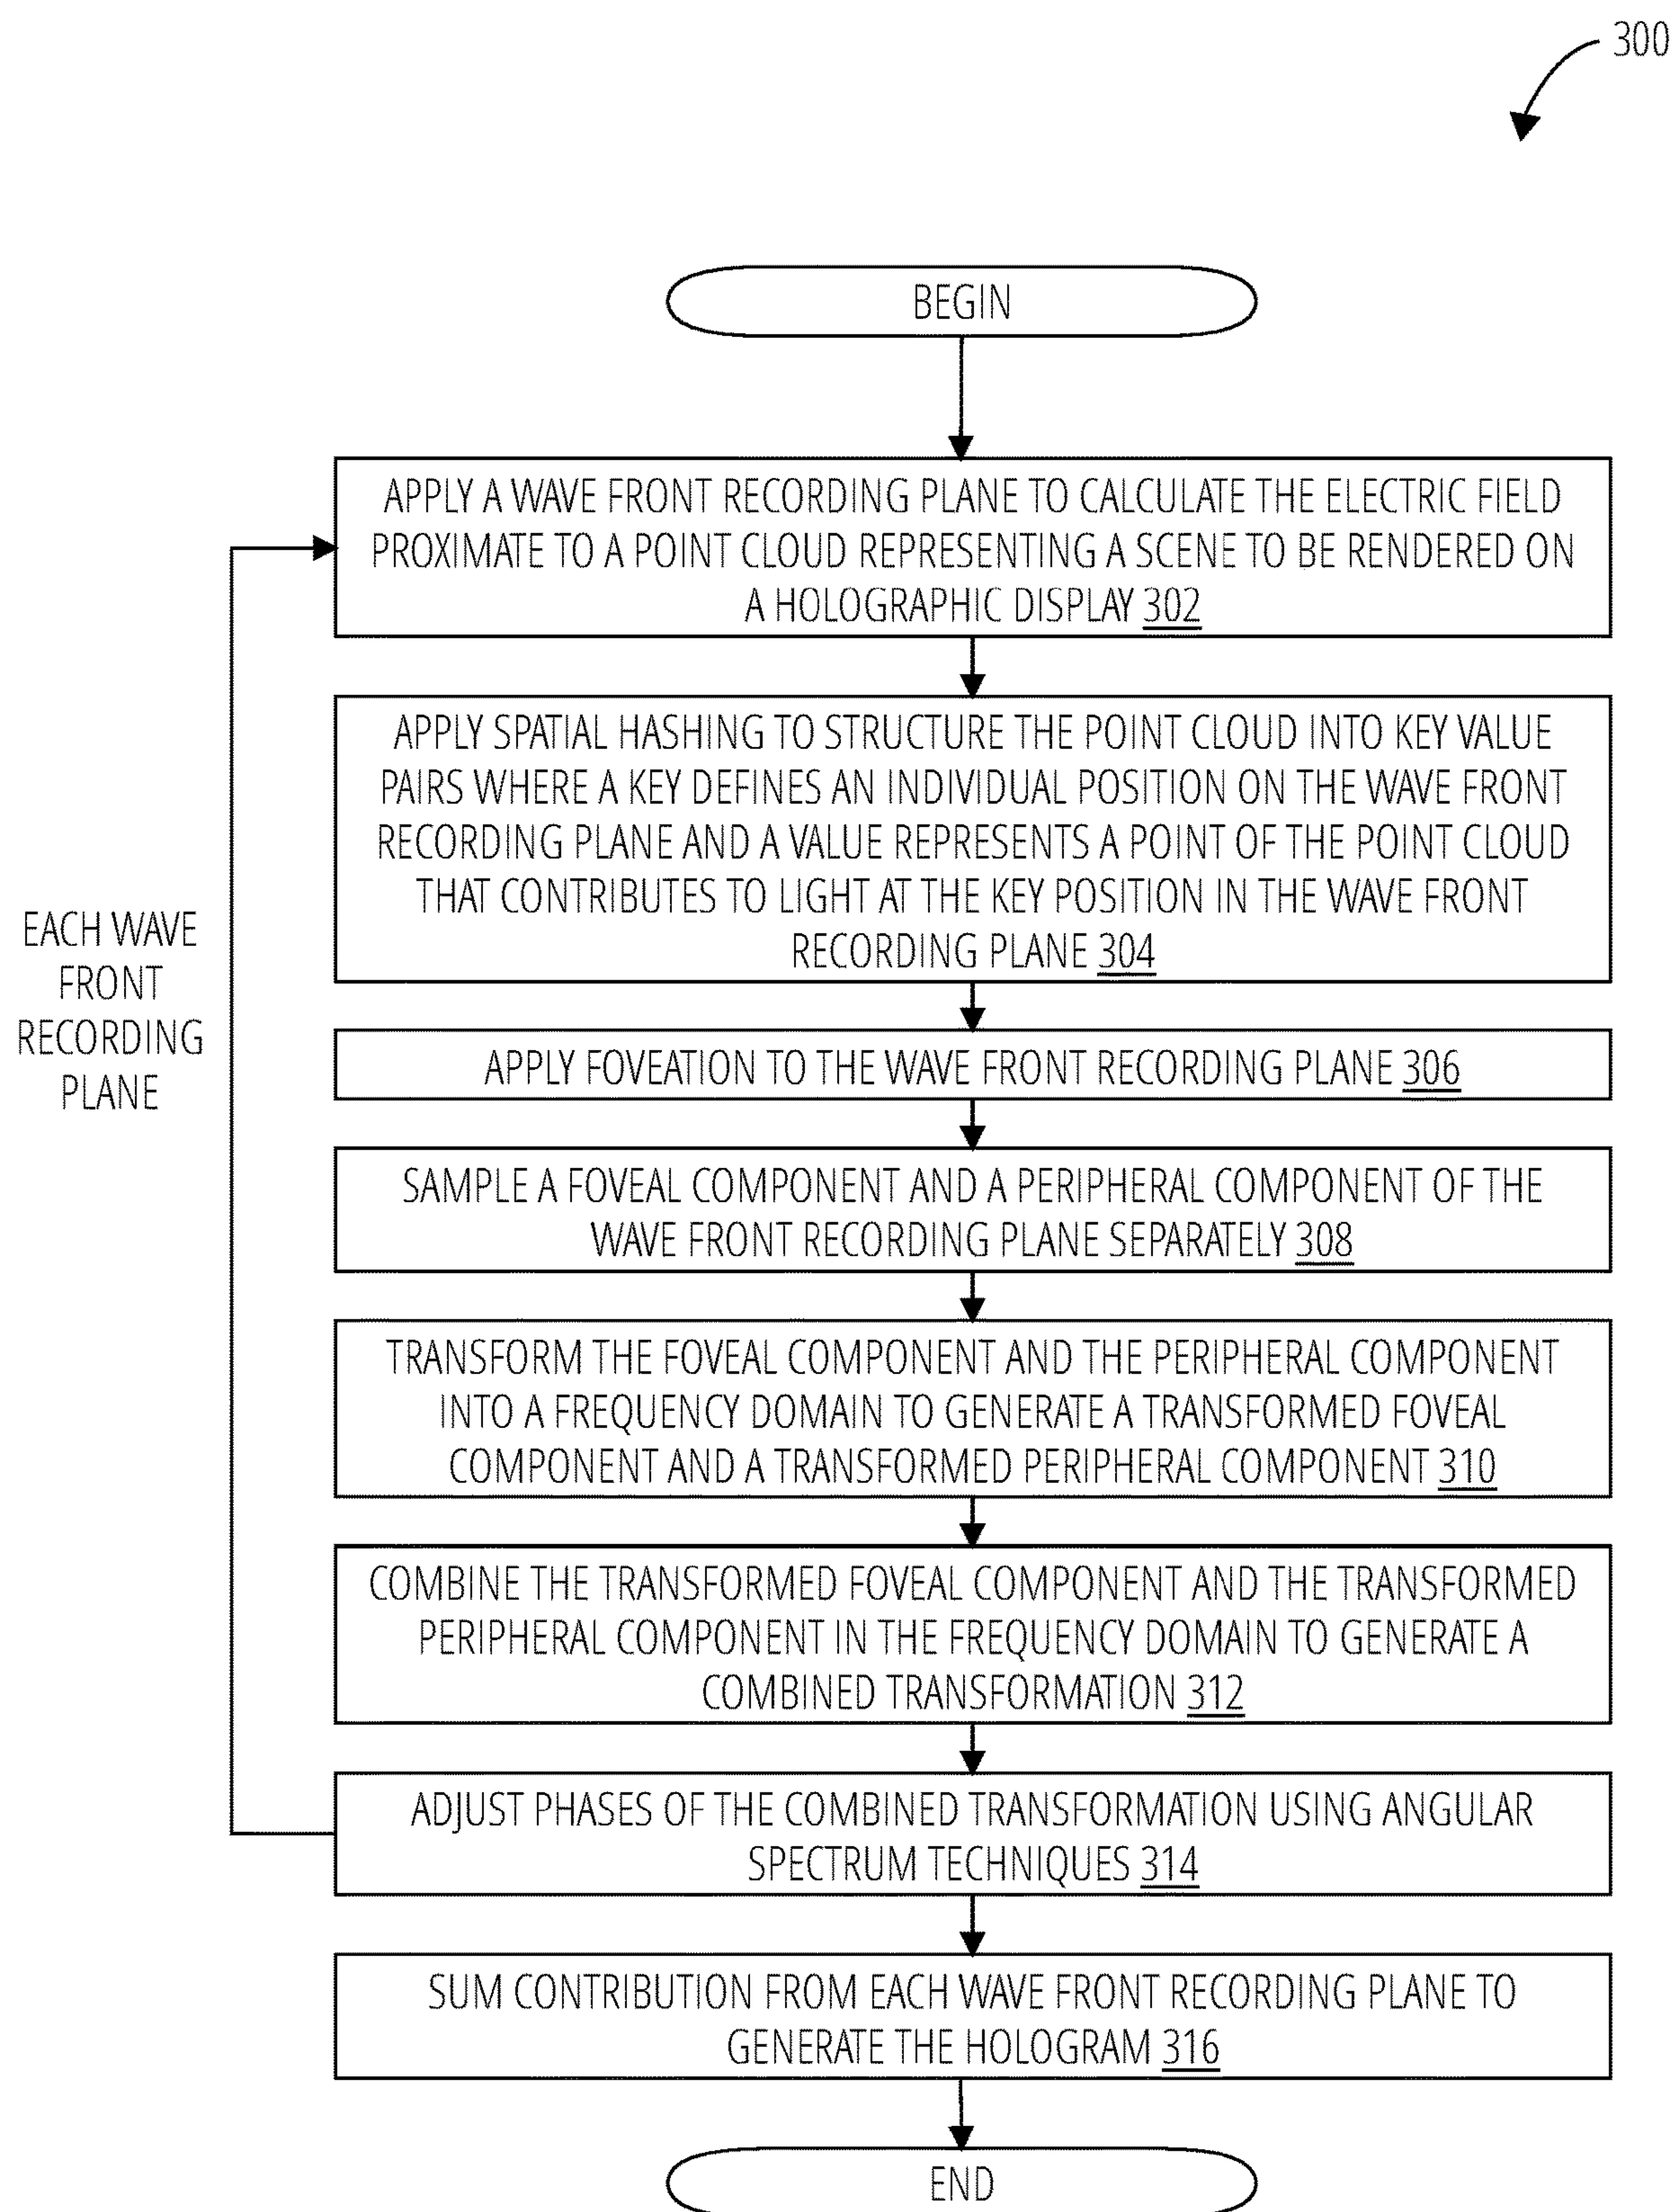 300
BEGIN
APPLY A WAVE FRONT RECORDING PLANE TO CALCULATE THE ELECTRIC FIELD
PROXIMATE TO A POINT CLOUD REPRESENTING A SCENE TO BE RENDERED ON
A HOLOGRAPHIC DISPLAY 302
APPLY SPATIAL HASHING TO STRUCTURE THE POINT CLOUD INTO KEY VALUE
PAIRS WHERE A KEY DEFINES AN INDIVIDUAL POSITION ON THE WAVE FRONT
RECORDING PLANE AND A VALUE REPRESENTS A POINT OF THE POINT CLOUD
THAT CONTRIBUTES TO LIGHT AT THE KEY POSITION IN THE WAVE FRONT
RECORDING PLANE 304
EACH WAVE
FRONT
RECORDING
PLANE
APPLY FOVEATION TO THE WAVE FRONT RECORDING PLANE 306
SAMPLE A FOVEAL COMPONENT AND A PERIPHERAL COMPONENT OF THE
WAVE FRONT RECORDING PLANE SEPARATELY 308
TRANSFORM THE FOVEAL COMPONENT AND THE PERIPHERAL COMPONENT
INTO A FREQUENCY DOMAIN TO GENERATE A TRANSFORMED FOVEAL
COMPONENT AND A TRANSFORMED PERIPHERAL COMPONENT 310
COMBINE THE TRANSFORMED FOVEAL COMPONENT AND THE TRANSFORMED
PERIPHERAL COMPONENT IN THE FREQUENCY DOMAIN TO GENERATE A
COMBINED TRANSFORMATION 312
ADJUST PHASES OF THE COMBINED TRANSFORMATION USING ANGULAR
SPECTRUM TECHNIQUES 314
SUM CONTRIBUTION FROM EACH WAVE FRONT RECORDING PLANE TO
GENERATE THE HOLOGRAM 316
END